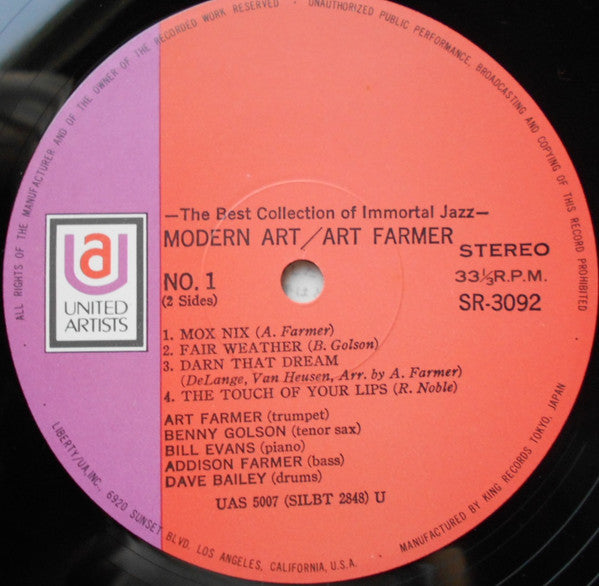 ALL RIGHTS OF THE MANUFACTURER AND OF THE OWNER OF THE RECORDED WORK RESERVED • UNAUTHORIZED PUBLIC PERFORMANCE, BROADCASTING AND COPYING OF THIS RECORD PROHIBITED
—The Best Collection of Immortal Jazz—
MODERN ART/ART FARMER
STEREO
33⅓R.P.M.
SR-3092
NO. 1
(2 Sides)
UA
UNITED
ARTISTS
1. MOX NIX (A. Farmer)
2. FAIR WEATHER (B. Golson)
3. DARN THAT DREAM
(DeLange, Van Heusen, Arr. by A. Farmer)
4. THE TOUCH OF YOUR LIPS (R. Noble)
ART FARMER (trumpet)
BENNY GOLSON (tenor sax)
BILL EVANS (piano)
ADDISON FARMER (bass)
DAVE BAILEY (drums)
UAS 5007 (SILBT 2848) U
LIBERTY/UA, INC., 6920 SUNSET BLVD. LOS ANGELES, CALIFORNIA, U.S.A. • MANUFACTURED BY KING RECORDS TOKYO, JAPAN